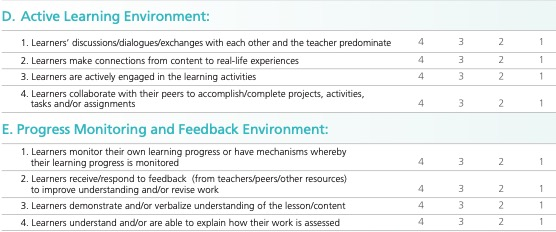 D. Active Learning Environment:
1. Learners' discussions/dialogues/exchanges with each other and the teacher predominate 4 3 2 1
2. Learners make connections from content to real-life experiences 4 3 2 1
3. Learners are actively engaged in the learning activities 4 3 2 1
4. Learners collaborate with their peers to accomplish/complete projects, activities,
tasks and/or assignments 4 3 2 1
E. Progress Monitoring and Feedback Environment:
1. Learners monitor their own learning progress or have mechanisms whereby
their learning progress is monitored 4 3 2 1
2. Learners receive/respond to feedback (from teachers/peers/other resources)
to improve understanding and/or revise work 4 3 2 1
3. Learners demonstrate and/or verbalize understanding of the lesson/content 4 3 2 1
4. Learners understand and/or are able to explain how their work is assessed 4 3 2 1